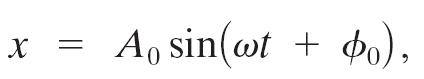 x = A₀ sin(ωt + ϕ₀),